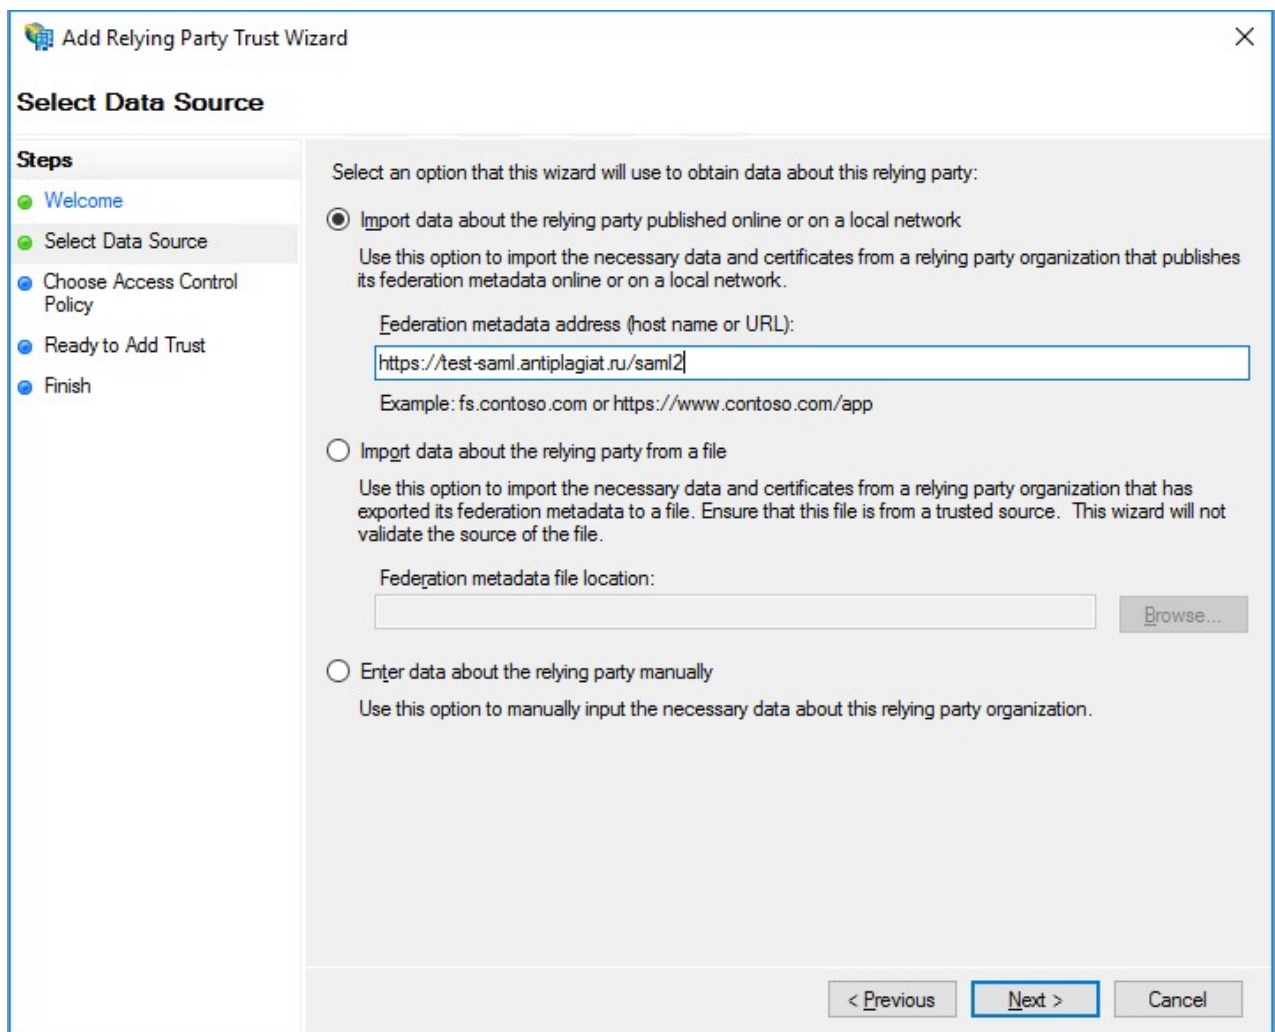 Add Relying Party Trust Wizard
Select Data Source
Steps
Welcome
Select Data Source
Choose Access Control
Policy
Ready to Add Trust
Finish
Select an option that this wizard will use to obtain data about this relying party:
Import data about the relying party published online or on a local network
Use this option to import the necessary data and certificates from a relying party organization that publishes
its federation metadata online or on a local network.
Federation metadata address (host name or URL):
https://test-saml.antiplagiat.ru/saml2
Example: fs.contoso.com or https://www.contoso.com/app
Import data about the relying party from a file
Use this option to import the necessary data and certificates from a relying party organization that has
exported its federation metadata to a file. Ensure that this file is from a trusted source.  This wizard will not
validate the source of the file.
Federation metadata file location:
Browse...
Enter data about the relying party manually
Use this option to manually input the necessary data about this relying party organization.
< Previous
Next >
Cancel